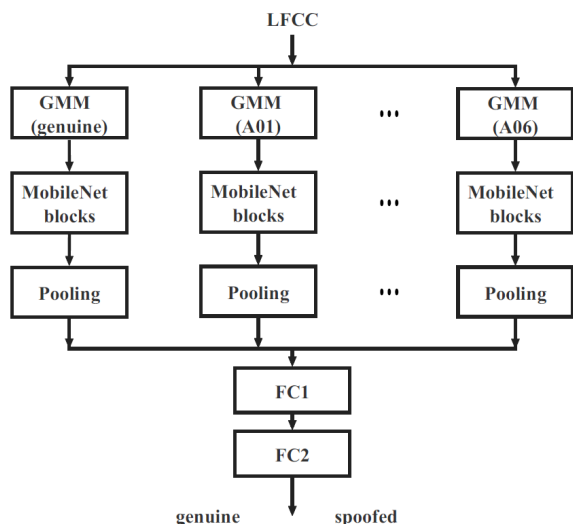 LFCC
GMM
(genuine)
GMM
(A01)
...
GMM
(A06)
MobileNet
blocks
MobileNet
blocks
...
MobileNet
blocks
Pooling
Pooling
...
Pooling
FC1
FC2
genuine
spoofed